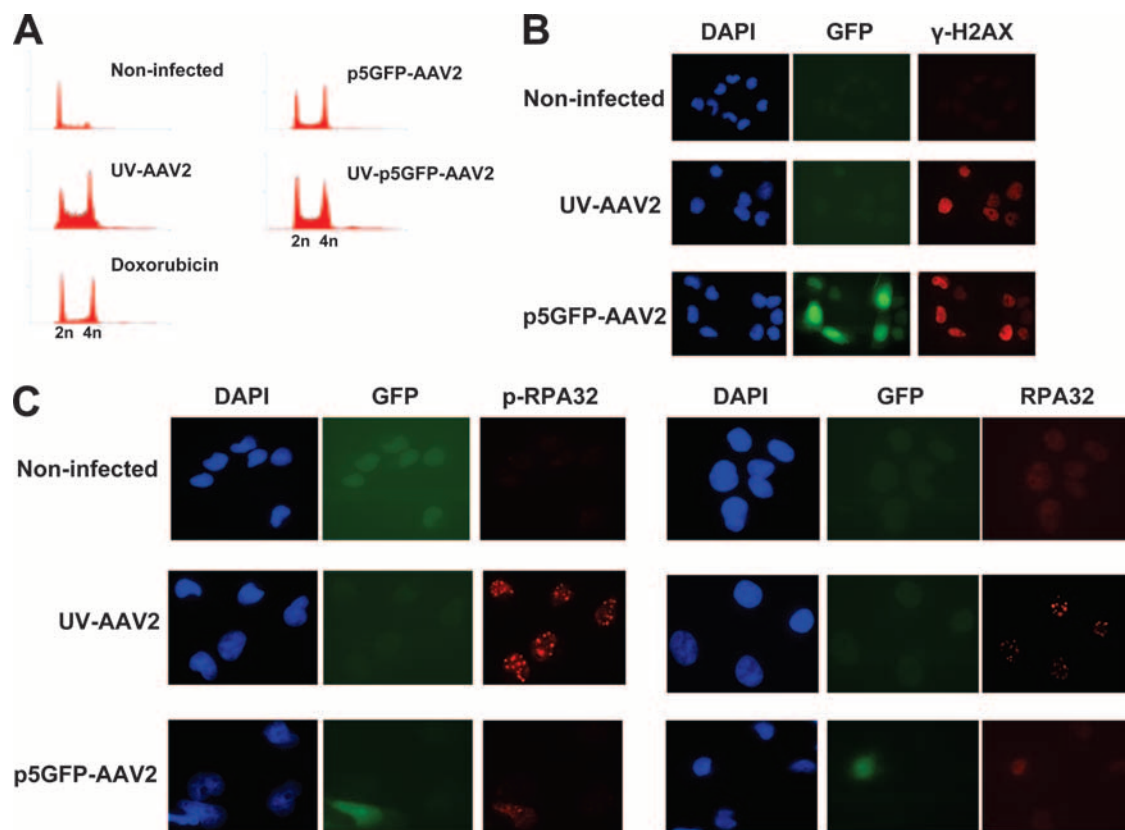 A
Non-infected
p5GFP-AAV2
UV-AAV2
UV-p5GFP-AAV2
2n 4n
Doxorubicin
2n 4n
B
DAPI GFP γ-H2AX
Non-infected
UV-AAV2
p5GFP-AAV2
C
DAPI GFP p-RPA32 DAPI GFP RPA32
Non-infected
UV-AAV2
p5GFP-AAV2